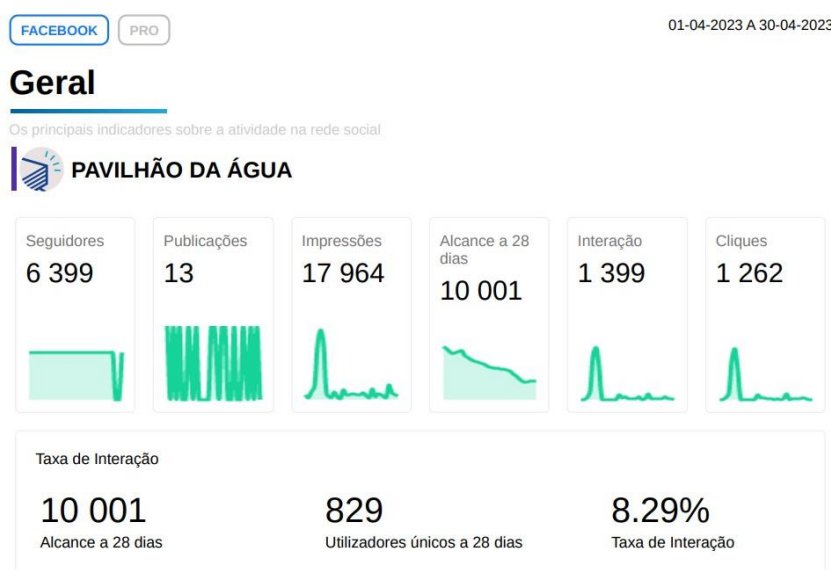 FACEBOOK PRO 01-04-2023 A 30-04-2023
Geral
Os principais indicadores sobre a atividade na rede social
PAVILHÃO DA ÁGUA
Seguidores
6 399
Publicações
13
Impressões
17 964
Alcance a 28
dias
10 001
Interação
1 399
Cliques
1 262
Taxa de Interação
10 001
Alcance a 28 dias
829
Utilizadores únicos a 28 dias
8.29%
Taxa de Interação